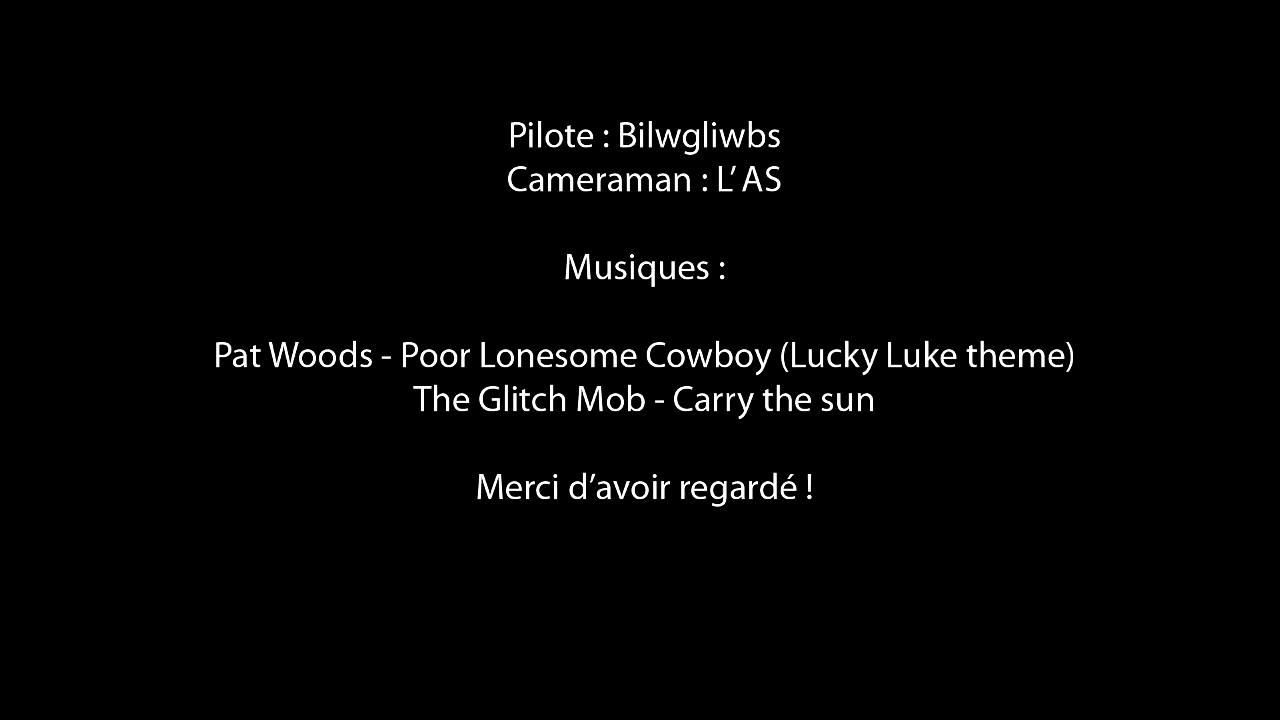 Pilote : Bilwgliwbs
Cameraman : L’ AS
Musiques :
Pat Woods - Poor Lonesome Cowboy (Lucky Luke theme)
The Glitch Mob - Carry the sun
Merci d’avoir regardé !